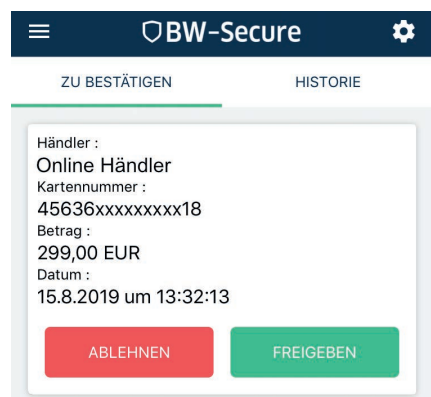 BW-Secure
ZU BESTÄTIGEN HISTORIE
Händler :
Online Händler
Kartennummer :
45636xxxxxxxxx18
Betrag :
299,00 EUR
Datum :
15.8.2019 um 13:32:13
ABLEHNEN FREIGEBEN